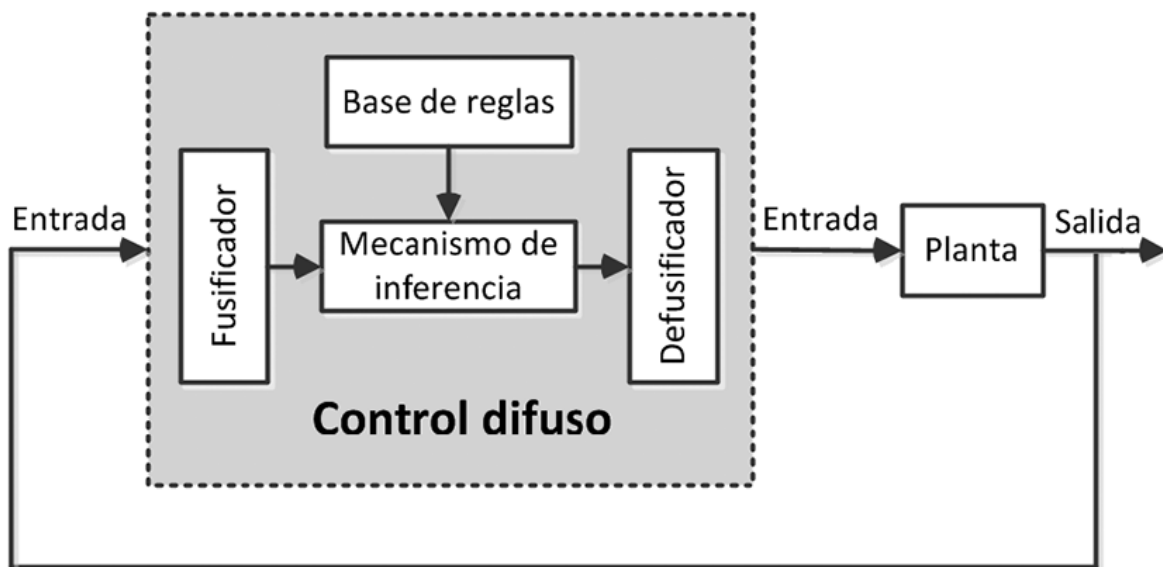 Base de reglas
Entrada
Fusificador
Mecanismo de
inferencia
Defusificador
Entrada
Planta
Salida
Control difuso